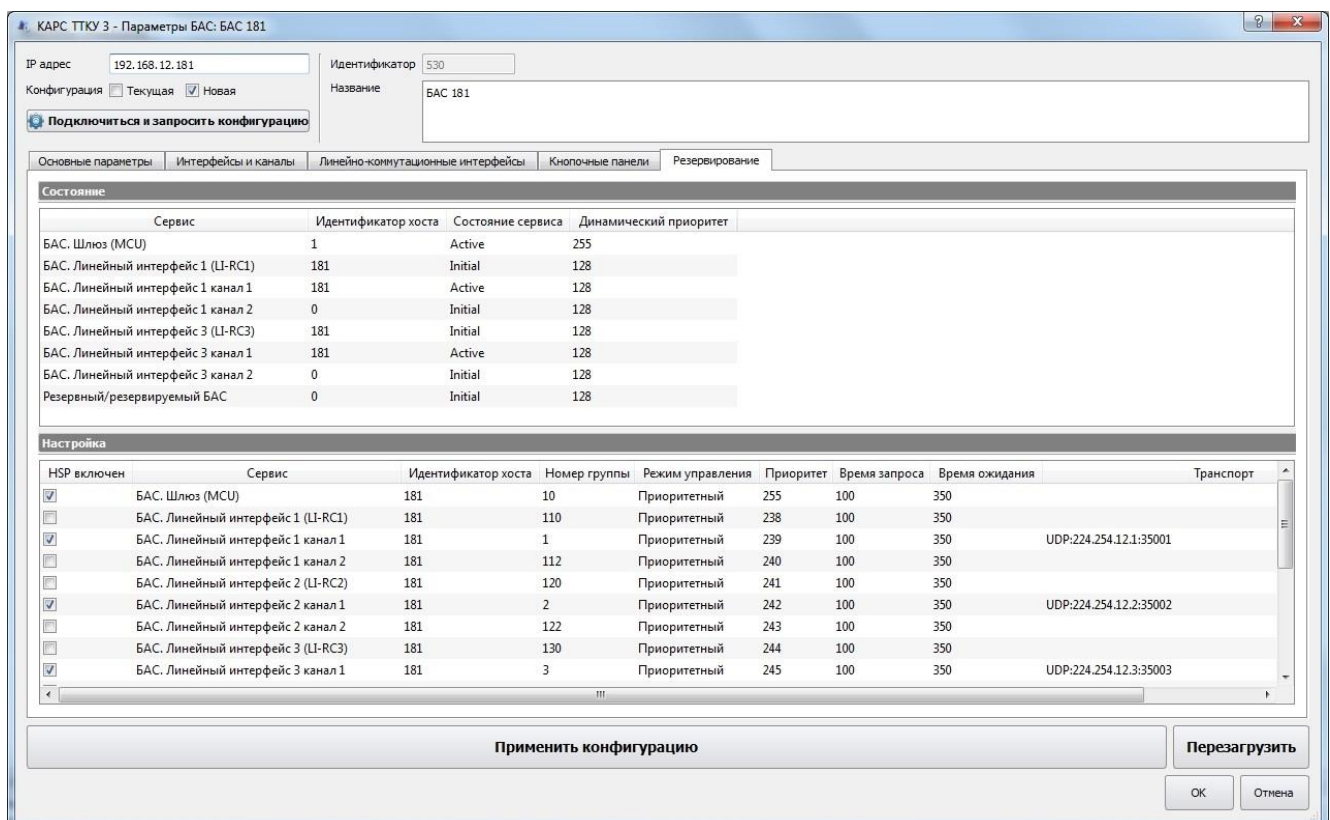 КАРС ТТКУ 3 - Параметры БАС: БАС 181
IP адрес 192.168.12.181 Идентификатор 530
Конфигурация Текущая Новая Название БАС 181
Подключиться и запросить конфигурацию
Основные параметры Интерфейсы и каналы Линейно-коммутационные интерфейсы Кнопочные панели Резервирование
Состояние
Сервис Идентификатор хоста Состояние сервиса Динамический приоритет
БАС. Шлюз (MCU) 1 Active 255
БАС. Линейный интерфейс 1 (LI-RC1) 181 Initial 128
БАС. Линейный интерфейс 1 канал 1 181 Active 128
БАС. Линейный интерфейс 1 канал 2 0 Initial 128
БАС. Линейный интерфейс 3 (LI-RC3) 181 Initial 128
БАС. Линейный интерфейс 3 канал 1 181 Active 128
БАС. Линейный интерфейс 3 канал 2 0 Initial 128
Резервный/резервируемый БАС 0 Initial 128
Настройка
HSP включен Сервис Идентификатор хоста Номер группы Режим управления Приоритет Время запроса Время ожидания Транспорт
БАС. Шлюз (MCU) 181 10 Приоритетный 255 100 350
БАС. Линейный интерфейс 1 (LI-RC1) 181 110 Приоритетный 238 100 350
БАС. Линейный интерфейс 1 канал 1 181 1 Приоритетный 239 100 350 UDP:224.254.12.1:35001
БАС. Линейный интерфейс 1 канал 2 181 112 Приоритетный 240 100 350
БАС. Линейный интерфейс 2 (LI-RC2) 181 120 Приоритетный 241 100 350
БАС. Линейный интерфейс 2 канал 1 181 2 Приоритетный 242 100 350 UDP:224.254.12.2:35002
БАС. Линейный интерфейс 2 канал 2 181 122 Приоритетный 243 100 350
БАС. Линейный интерфейс 3 (LI-RC3) 181 130 Приоритетный 244 100 350
БАС. Линейный интерфейс 3 канал 1 181 3 Приоритетный 245 100 350 UDP:224.254.12.3:35003
Применить конфигурацию Перезагрузить
OK Отмена